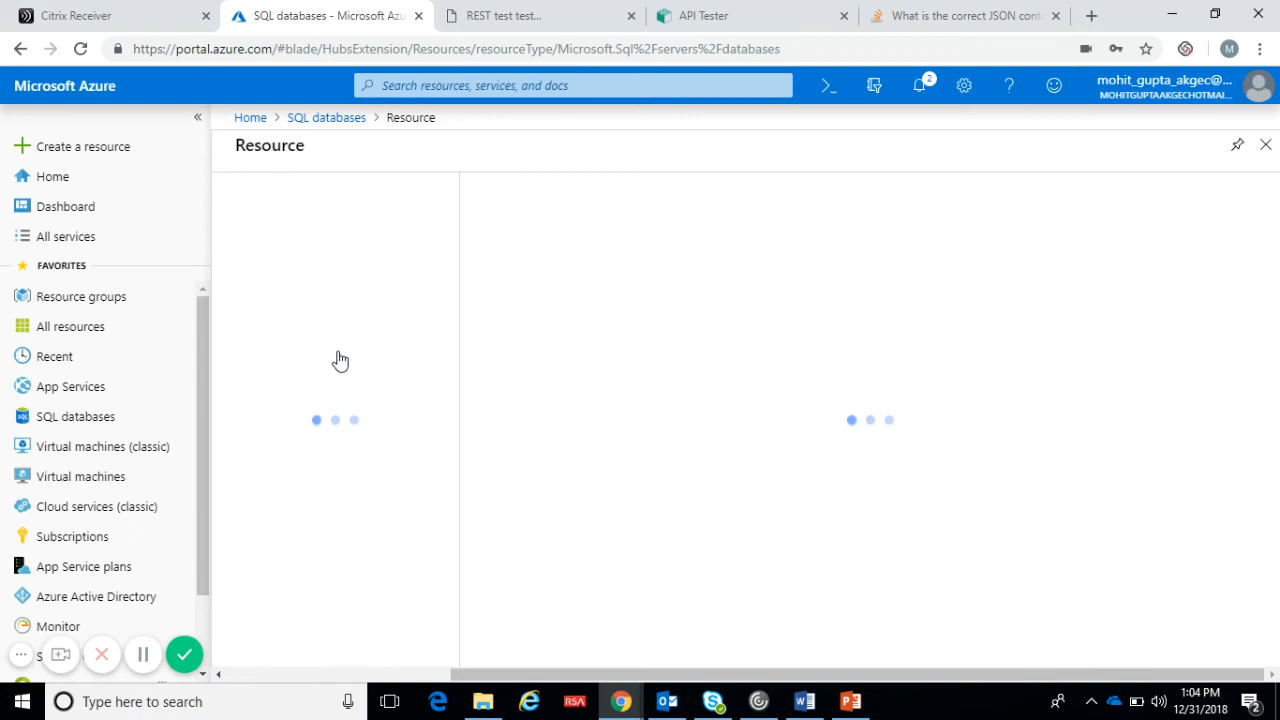 Citrix Receiver
SQL databases - Microsoft Azu
REST test test...
API Tester
What is the correct JSON cont
https://portal.azure.com/#blade/HubsExtension/Resources/resourceType/Microsoft.Sql%2Fservers%2Fdatabases
M
Microsoft Azure
Search resources, services, and docs
2
mohit_gupta_akgec@...
MOHITGUPTAAKGECHOTMAI...
Home > SQL databases > Resource
Resource
Create a resource
Home
Dashboard
All services
FAVORITES
Resource groups
All resources
Recent
App Services
SQL databases
Virtual machines (classic)
Virtual machines
Cloud services (classic)
Subscriptions
App Service plans
Azure Active Directory
Monitor
Type here to search
RSA
1:04 PM
12/31/2018
2